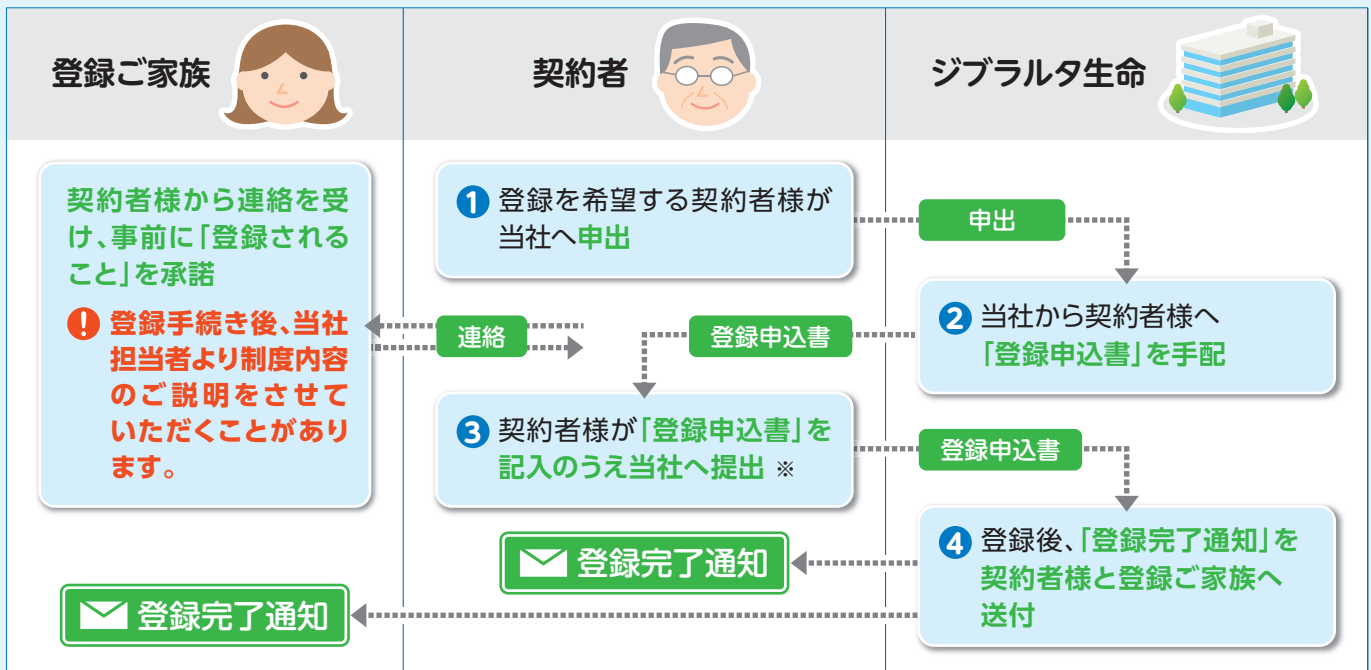 登録ご家族
契約者
ジブラルタ生命
契約者様から連絡を受
け、事前に「登録される
こと」を承諾
! 登録手続き後、当社
担当者より制度内容
のご説明をさせて
いただくことがあり
ます。
1 登録を希望する契約者様が
当社へ申出
申出
2 当社から契約者様へ
「登録申込書」を手配
連絡
登録申込書
3 契約者様が「登録申込書」を
記入のうえ当社へ提出 ※
登録申込書
4 登録後、「登録完了通知」を
契約者様と登録ご家族へ
送付
登録完了通知
登録完了通知